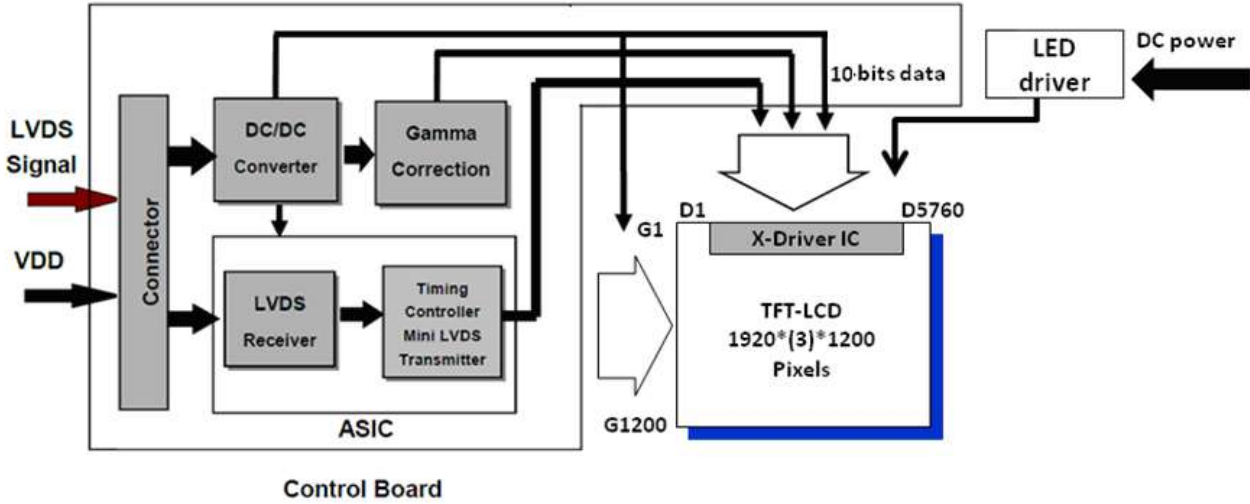 LVDS
Signal
VDD
Connector
DC/DC
Converter
Gamma
Correction
LVDS
Receiver
Timing
Controller
Mini LVDS
Transmitter
ASIC
Control Board
10-bits data
LED
driver
DC power
G1
D1
D5760
X-Driver IC
TFT-LCD
1920*(3)*1200
Pixels
G1200